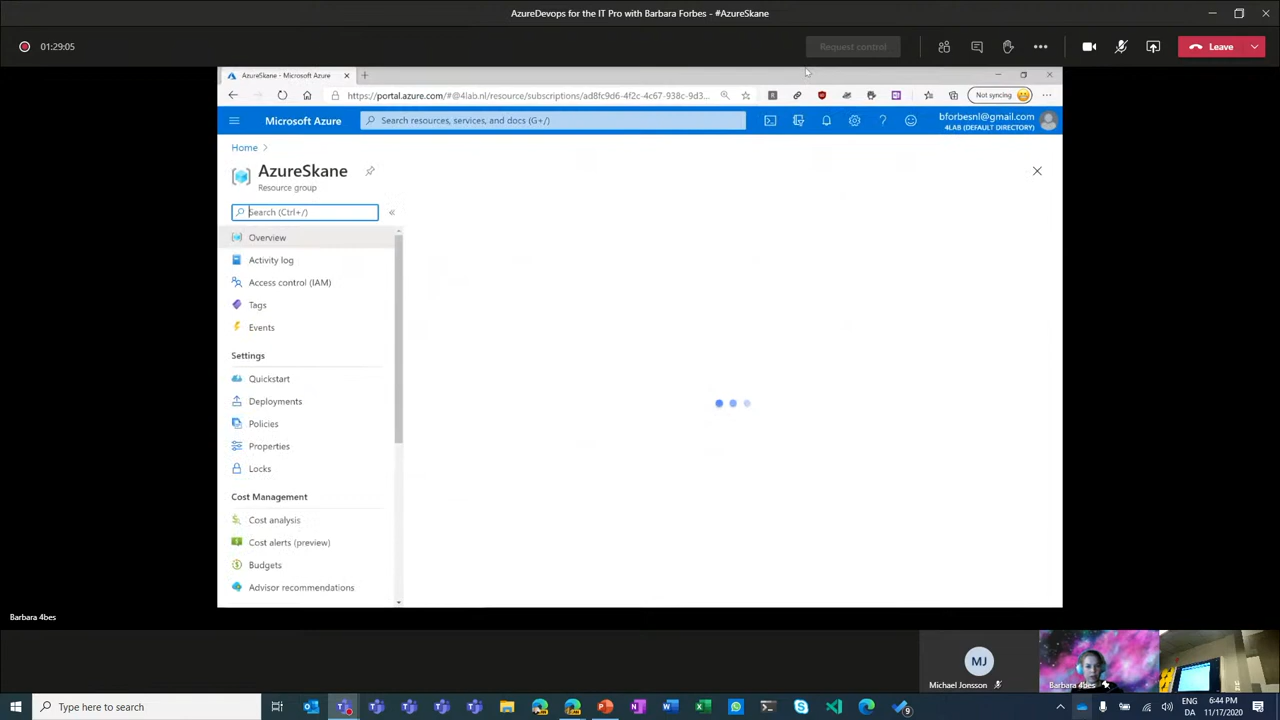 AzureDevops for the IT Pro with Barbara Forbes - #AzureSkane
01:29:05
Request control
Leave
AzureSkane - Microsoft Azure
https://portal.azure.com/#@4lab.nl/resource/subscriptions/ad8fc9d6-4f2c-4c67-938c-9d3...
Not syncing
Microsoft Azure
Search resources, services, and docs (G+/)
bforbesnl@gmail.com
4LAB (DEFAULT DIRECTORY)
Home
AzureSkane
Resource group
Search (Ctrl+/)
Overview
Activity log
Access control (IAM)
Tags
Events
Settings
Quickstart
Deployments
Policies
Properties
Locks
Cost Management
Cost analysis
Cost alerts (preview)
Budgets
Advisor recommendations
Barbara 4bes
MJ
Michael Jonsson
Barbara 4bes
Type here to search
9
ENG
DA
6:44 PM
11/17/2020